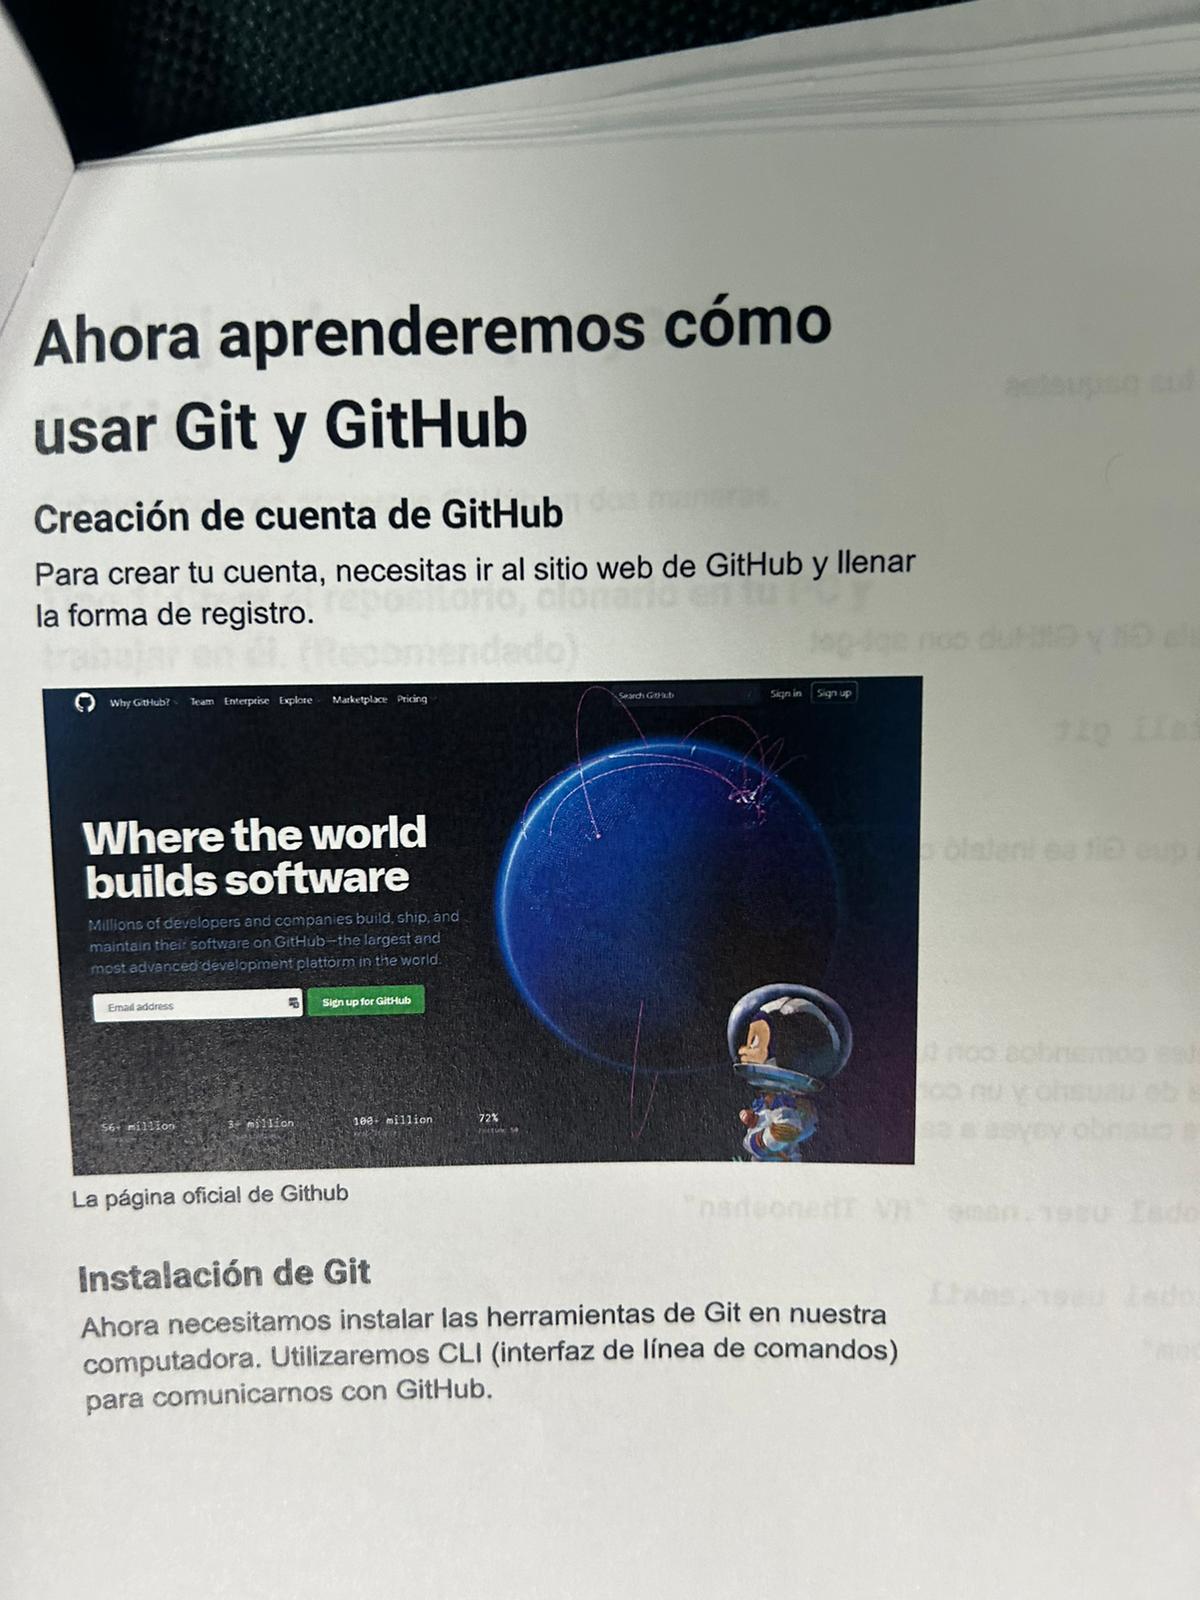 Ahora aprenderemos cómo
usar Git y GitHub
Creación de cuenta de GitHub
Para crear tu cuenta, necesitas ir al sitio web de GitHub y llenar
la forma de registro.
Why GitHub? Team Enterprise Explore Marketplace Pricing Search GitHub Sign in Sign up
Where the world
builds software
Millions of developers and companies build, ship, and
maintain their software on GitHub—the largest and
most advanced development platform in the world.
Email address Sign up for GitHub
56+ million 3+ million 100+ million 72%
La página oficial de Github
Instalación de Git
Ahora necesitamos instalar las herramientas de Git en nuestra
computadora. Utilizaremos CLI (interfaz de línea de comandos)
para comunicarnos con GitHub.